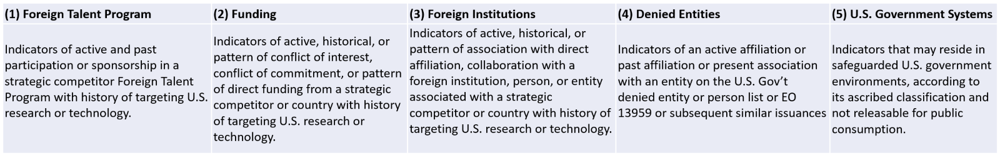 (1) Foreign Talent Program
(2) Funding
(3) Foreign Institutions
(4) Denied Entities
(5) U.S. Government Systems
Indicators of active and past
participation or sponsorship in a
strategic competitor Foreign Talent
Program with history of targeting U.S.
research or technology.
Indicators of active, historical, or
pattern of conflict of interest,
conflict of commitment, or pattern
of direct funding from a strategic
competitor or country with history
of targeting U.S. research or
technology.
Indicators of active, historical, or
pattern of association with direct
affiliation, collaboration with a
foreign institution, person, or entity
associated with a strategic
competitor or country with history of
targeting U.S. research or technology.
Indicators of an active affiliation or
past affiliation or present association
with an entity on the U.S. Gov’t
denied entity or person list or EO
13959 or subsequent similar issuances
Indicators that may reside in
safeguarded U.S. government
environments, according to
its ascribed classification and
not releasable for public
consumption.